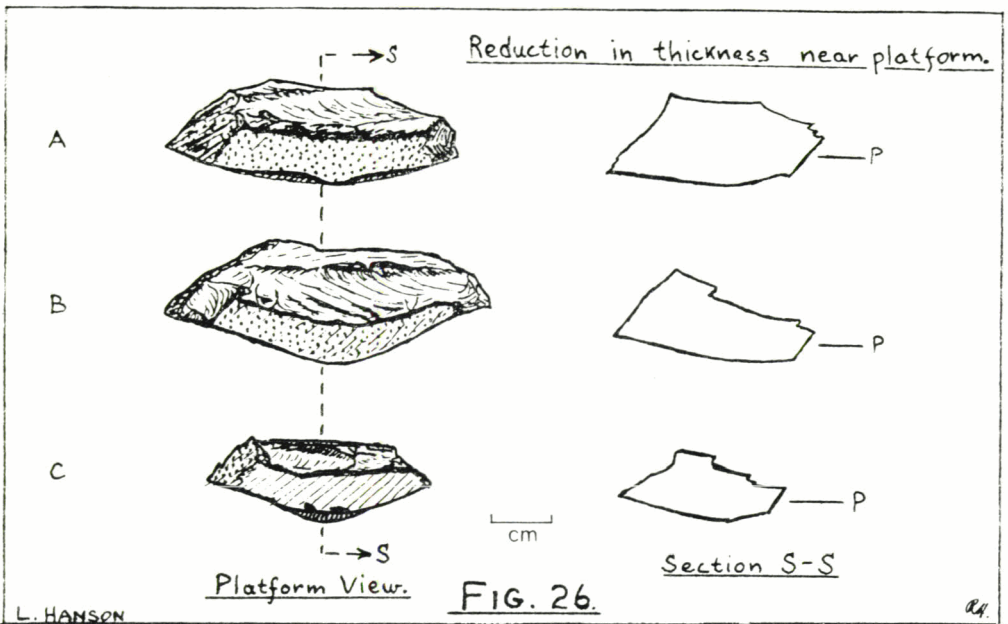 S
Reduction in thickness near platform.
A
P
B
P
C
P
cm
S
Section S-S
Platform View.
FIG. 26.
L. HANSON